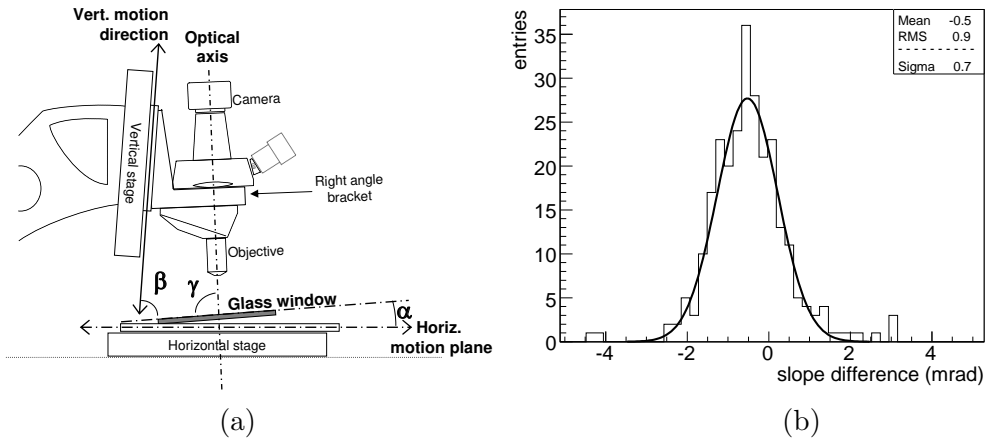 Vert. motion
direction
Optical
axis
Camera
Vertical stage
Right angle
bracket
Objective
β
γ
Glass window
α
Horiz.
motion plane
Horizontal stage
(a)
entries
35
30
25
20
15
10
5
0
-4
-2
0
2
4
slope difference (mrad)
Mean -0.5
RMS 0.9
Sigma 0.7
(b)